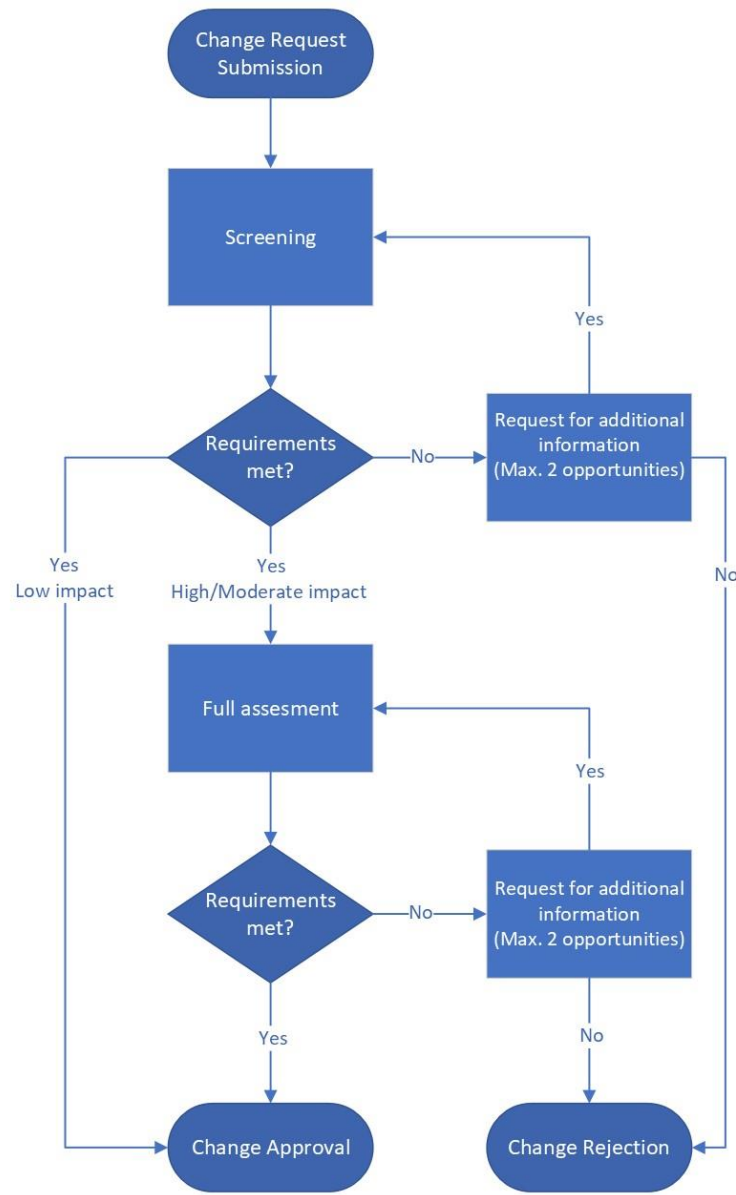 Change Request
Submission
Screening
Yes
Requirements
met?
No
Request for additional
information
(Max. 2 opportunities)
Yes
Low impact
Yes
High/Moderate impact
No
Full assesment
Yes
Requirements
met?
No
Request for additional
information
(Max. 2 opportunities)
Yes
No
Change Approval
Change Rejection